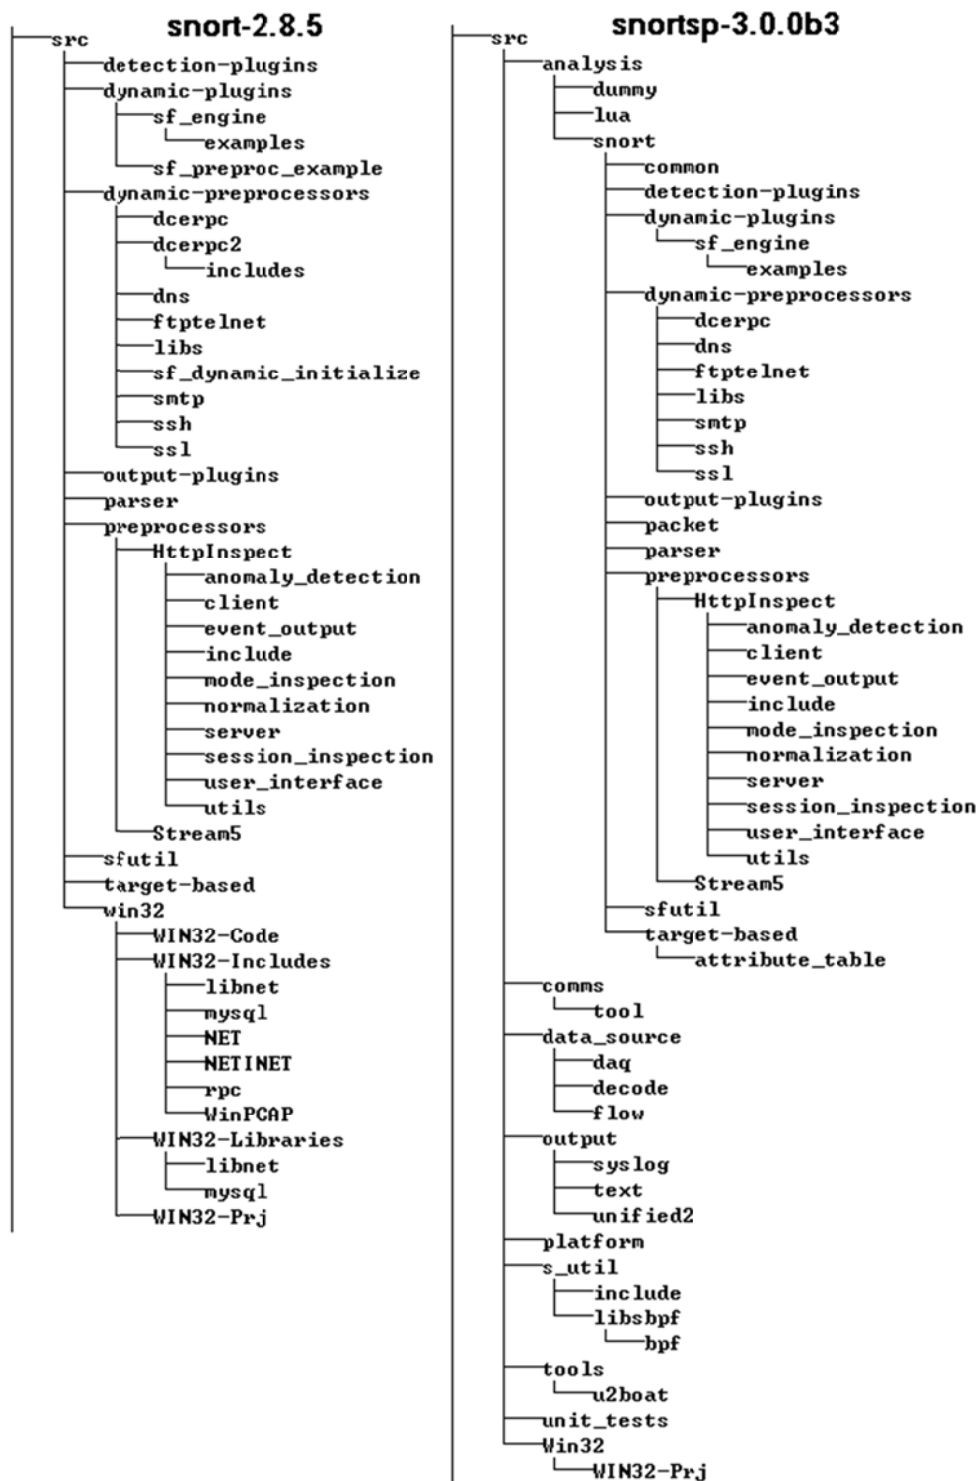 snort-2.8.5
src
detection-plugins
dynamic-plugins
sf_engine
examples
sf_preproc_example
dynamic-preprocessors
dcerpc
dcerpc2
includes
dns
ftptelnet
libs
sf_dynamic_initialize
smtp
ssh
ssl
output-plugins
parser
preprocessors
HttpInspect
anomaly_detection
client
event_output
include
mode_inspection
normalization
server
session_inspection
user_interface
utils
Stream5
sfutil
target-based
win32
WIN32-Code
WIN32-Includes
libnet
mysql
NET
NETINET
rpc
WinPCAP
WIN32-Libraries
libnet
mysql
WIN32-Prj
snortsp-3.0.0b3
src
analysis
dummy
lua
snort
common
detection-plugins
dynamic-plugins
sf_engine
examples
dynamic-preprocessors
dcerpc
dns
ftptelnet
libs
smtp
ssh
ssl
output-plugins
packet
parser
preprocessors
HttpInspect
anomaly_detection
client
event_output
include
mode_inspection
normalization
server
session_inspection
user_interface
utils
Stream5
sfutil
target-based
attribute_table
comms
tool
data_source
daq
decode
flow
output
syslog
text
unified2
platform
s_util
include
libsbpf
bpf
tools
u2boat
unit_tests
Win32
WIN32-Prj